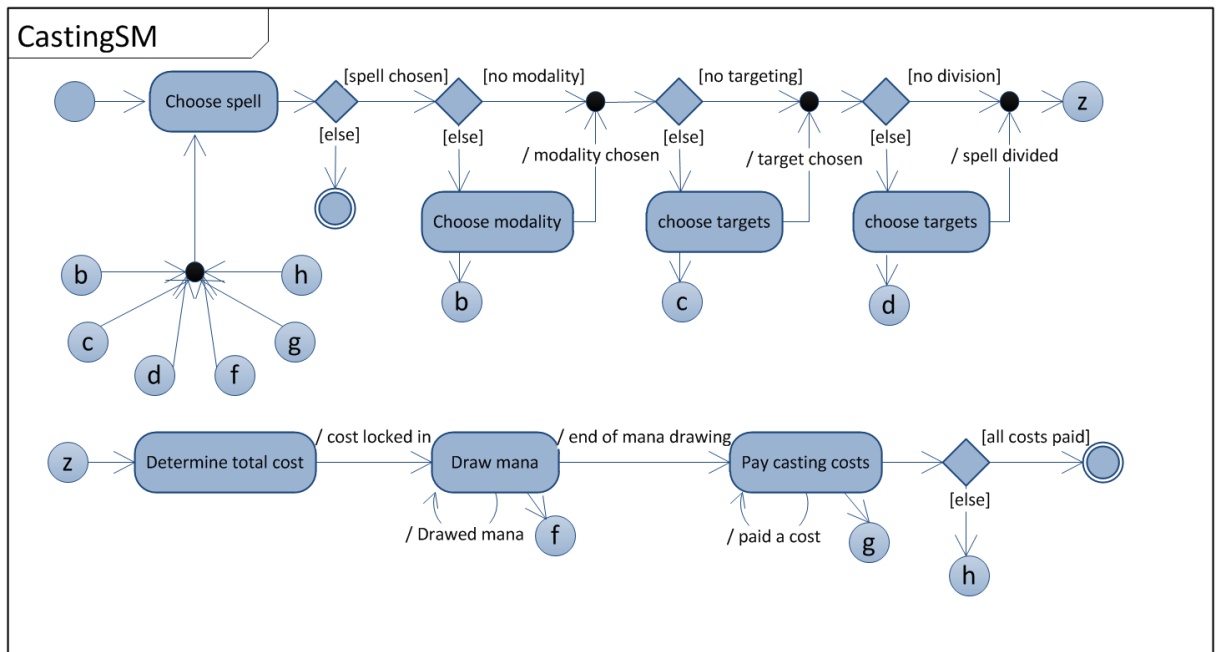 CastingSM
[spell chosen]
[no modality]
[no targeting]
[no division]
Choose spell
z
[else]
[else]
[else]
[else]
/ modality chosen
/ target chosen
/ spell divided
Choose modality
choose targets
choose targets
b
h
b
c
d
c
g
d
f
/ cost locked in
/ end of mana drawing
[all costs paid]
z
Determine total cost
Draw mana
Pay casting costs
[else]
/ Drawed mana
f
/ paid a cost
g
h